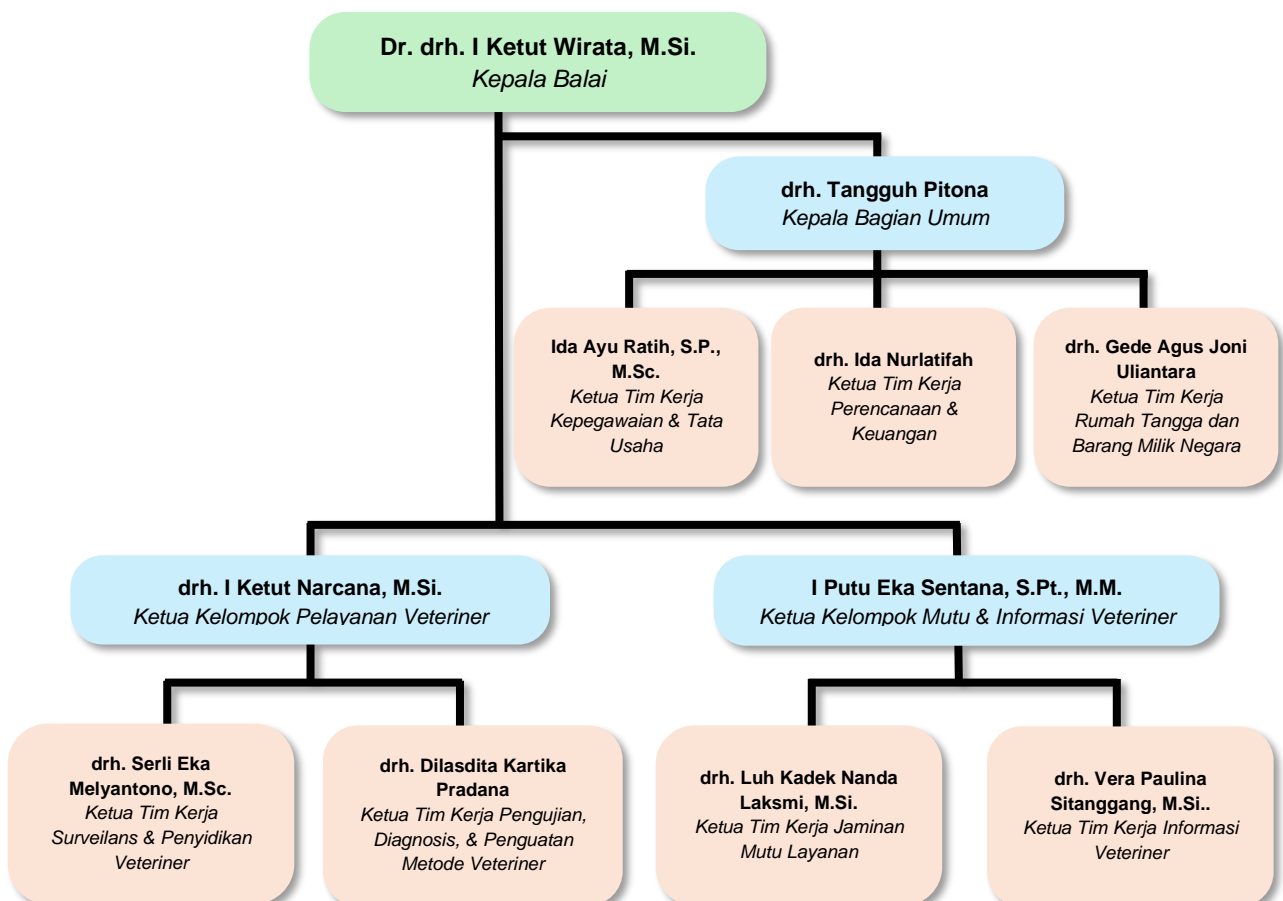 Dr. drh. I Ketut Wirata, M.Si.
Kepala Balai
drh. Tangguh Pitona
Kepala Bagian Umum
Ida Ayu Ratih, S.P.,
M.Sc.
Ketua Tim Kerja
Kepegawaian & Tata
Usaha
drh. Ida Nurlatifah
Ketua Tim Kerja
Perencanaan &
Keuangan
drh. Gede Agus Joni
Uliantara
Ketua Tim Kerja
Rumah Tangga dan
Barang Milik Negara
drh. I Ketut Narcana, M.Si.
Ketua Kelompok Pelayanan Veteriner
I Putu Eka Sentana, S.Pt., M.M.
Ketua Kelompok Mutu & Informasi Veteriner
drh. Serli Eka
Melyantono, M.Sc.
Ketua Tim Kerja
Surveilans & Penyidikan
Veteriner
drh. Dilasdita Kartika
Pradana
Ketua Tim Kerja Pengujian,
Diagnosis, & Penguatan
Metode Veteriner
drh. Luh Kadek Nanda
Laksmi, M.Si.
Ketua Tim Kerja Jaminan
Mutu Layanan
drh. Vera Paulina
Sitanggang, M.Si..
Ketua Tim Kerja Informasi
Veteriner